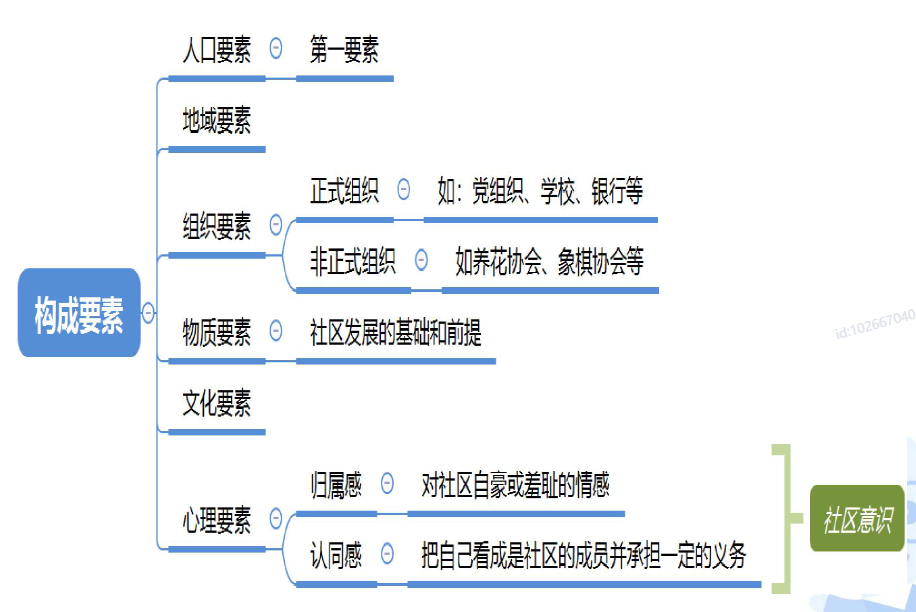 人口要素
第一要素
地域要素
正式组织
如：党组织、学校、银行等
组织要素
非正式组织
如养花协会、象棋协会等
构成要素
物质要素
社区发展的基础和前提
文化要素
归属感
对社区自豪或羞耻的情感
心理要素
社区意识
认同感
把自己看成是社区的成员并承担一定的义务
id:102667040